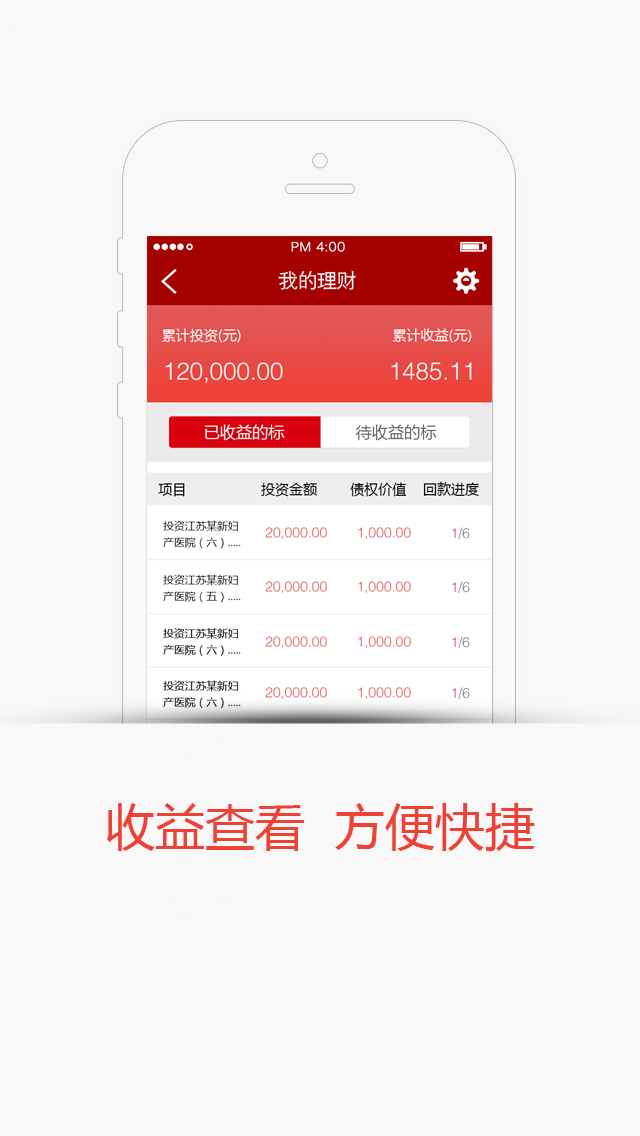 PM 4:00
我的理财
累计投资(元) 累计收益(元)
120,000.00 1485.11
已收益的标 待收益的标
项目 投资金额 债权价值 回款进度
投资江苏某新妇
产医院（六）..... 20,000.00 1,000.00 1/6
投资江苏某新妇
产医院（五）..... 20,000.00 1,000.00 1/6
投资江苏某新妇
产医院（六）..... 20,000.00 1,000.00 1/6
投资江苏某新妇
产医院（六）..... 20,000.00 1,000.00 1/6
收益查看 方便快捷